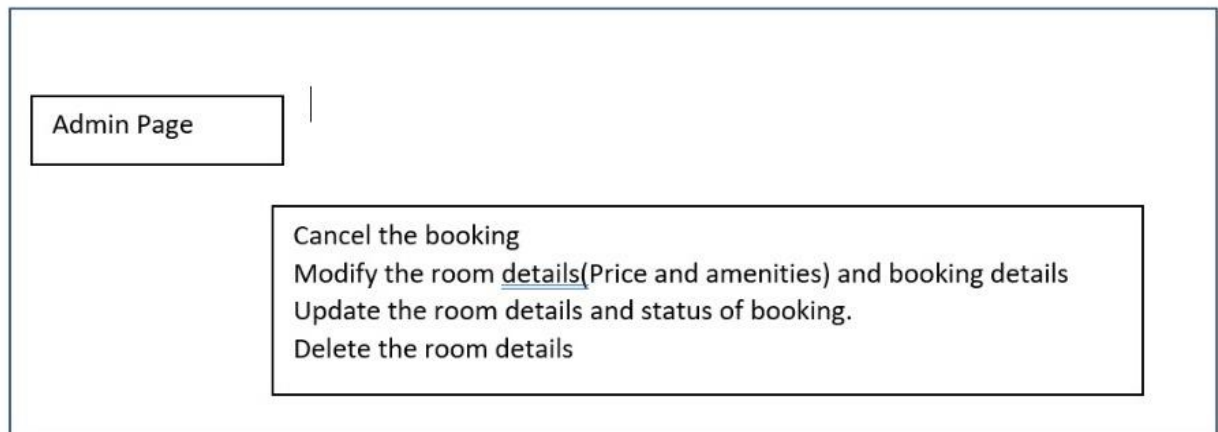 Admin Page
Cancel the booking
Modify the room details(Price and amenities) and booking details
Update the room details and status of booking.
Delete the room details